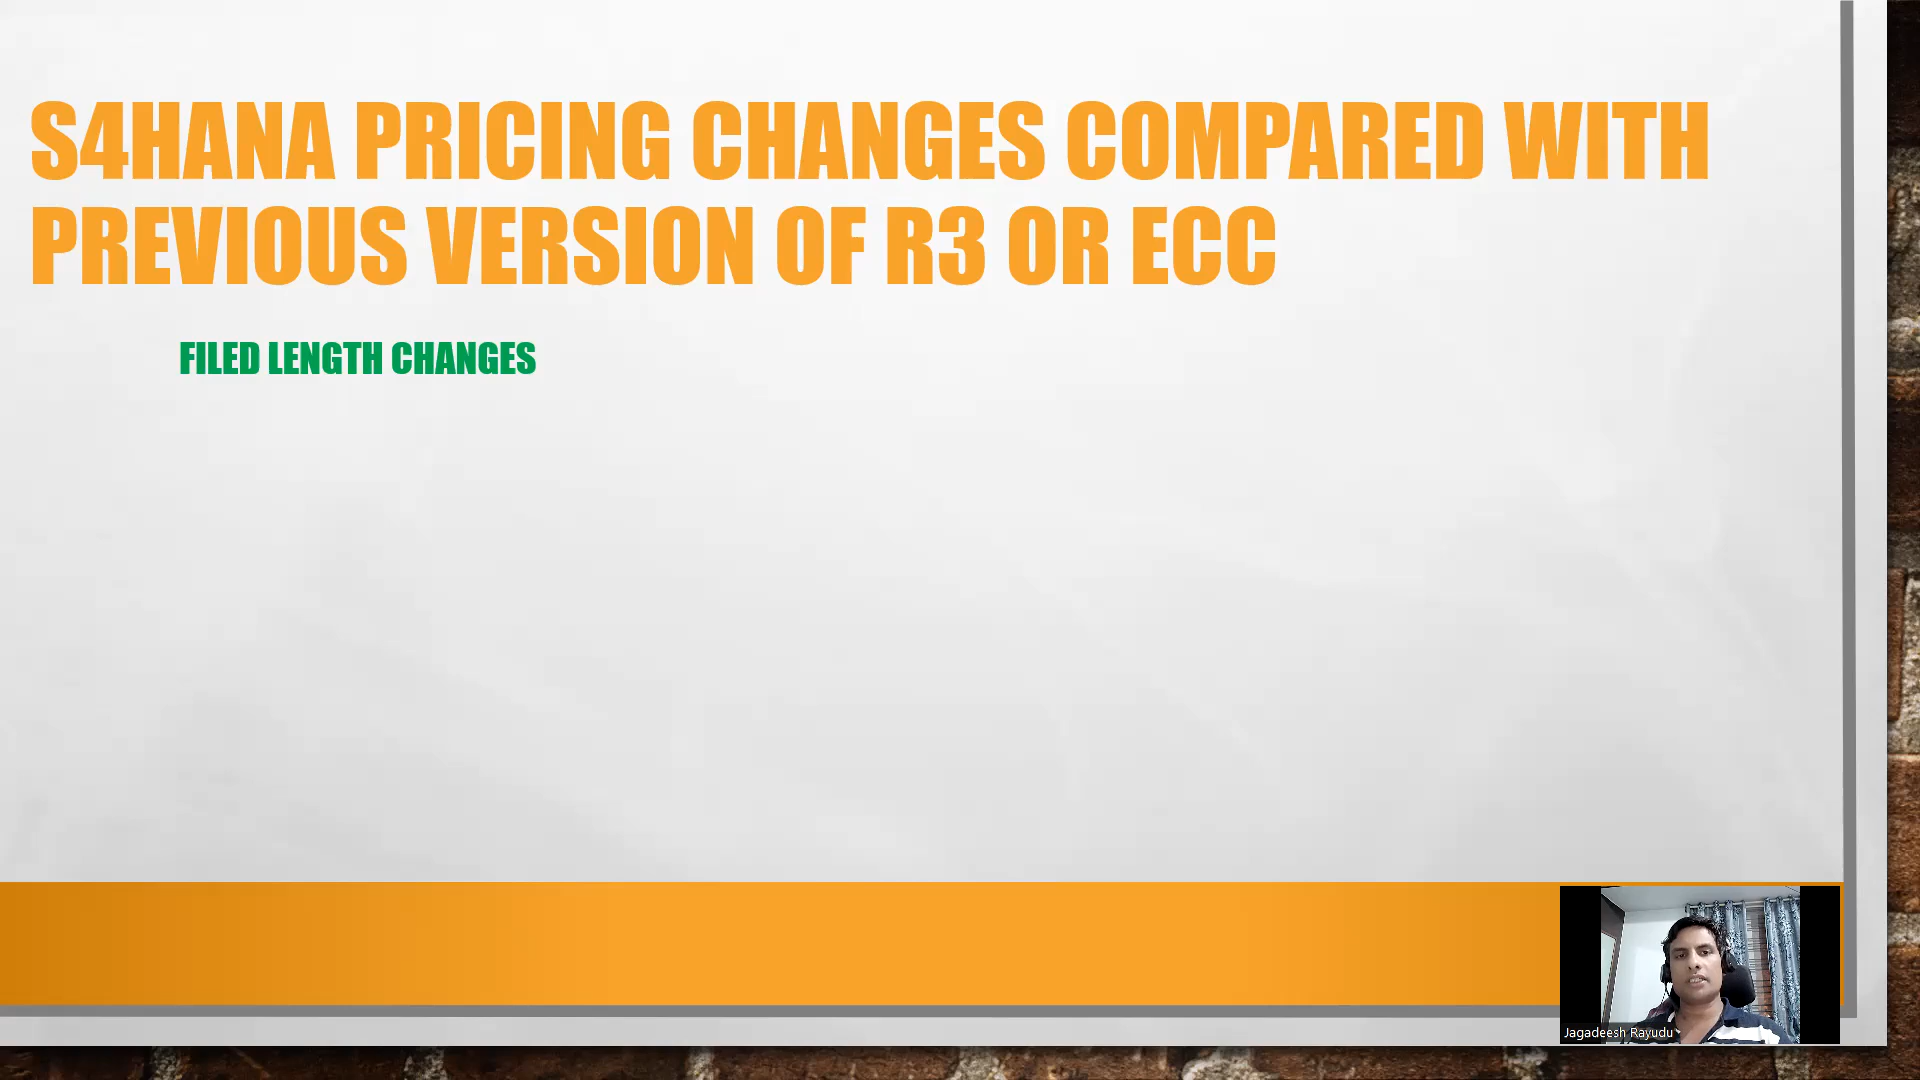 S4HANA PRICING CHANGES COMPARED WITH
PREVIOUS VERSION OF R3 OR ECC
FILED LENGTH CHANGES
Jagadeesh Rayudu